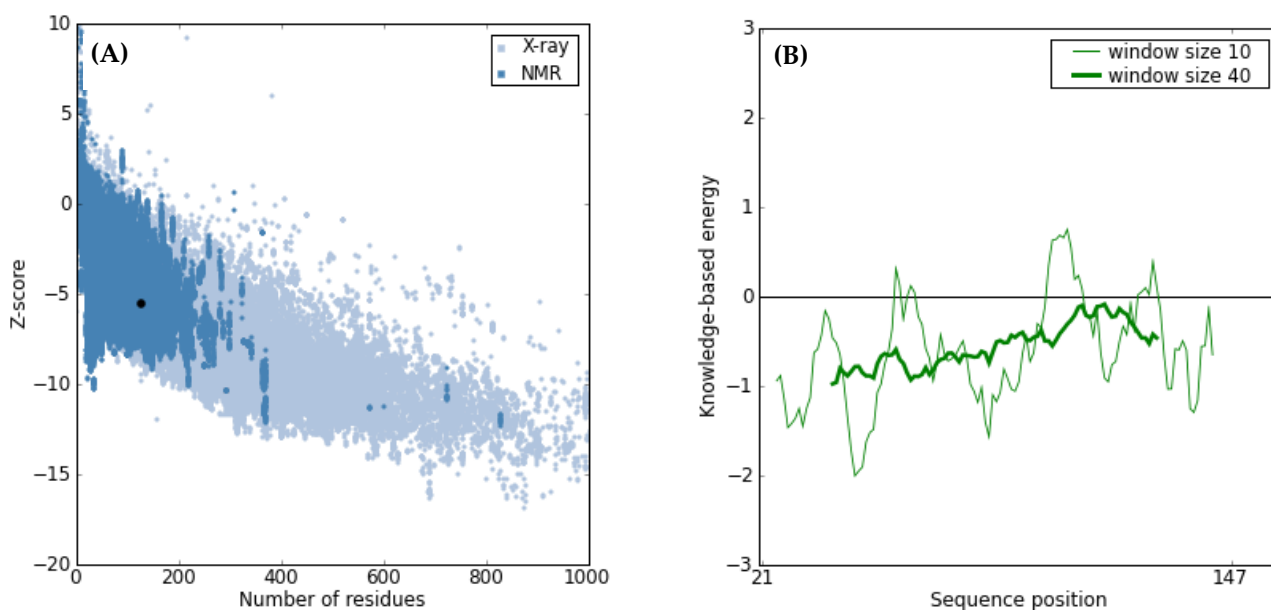 (A)
X-ray
NMR
10
5
0
−5
−10
−15
−20
Z-score
0
200
400
600
800
1000
Number of residues
(B)
window size 10
window size 40
3
2
1
0
−1
−2
−3
Knowledge-based energy
21
147
Sequence position